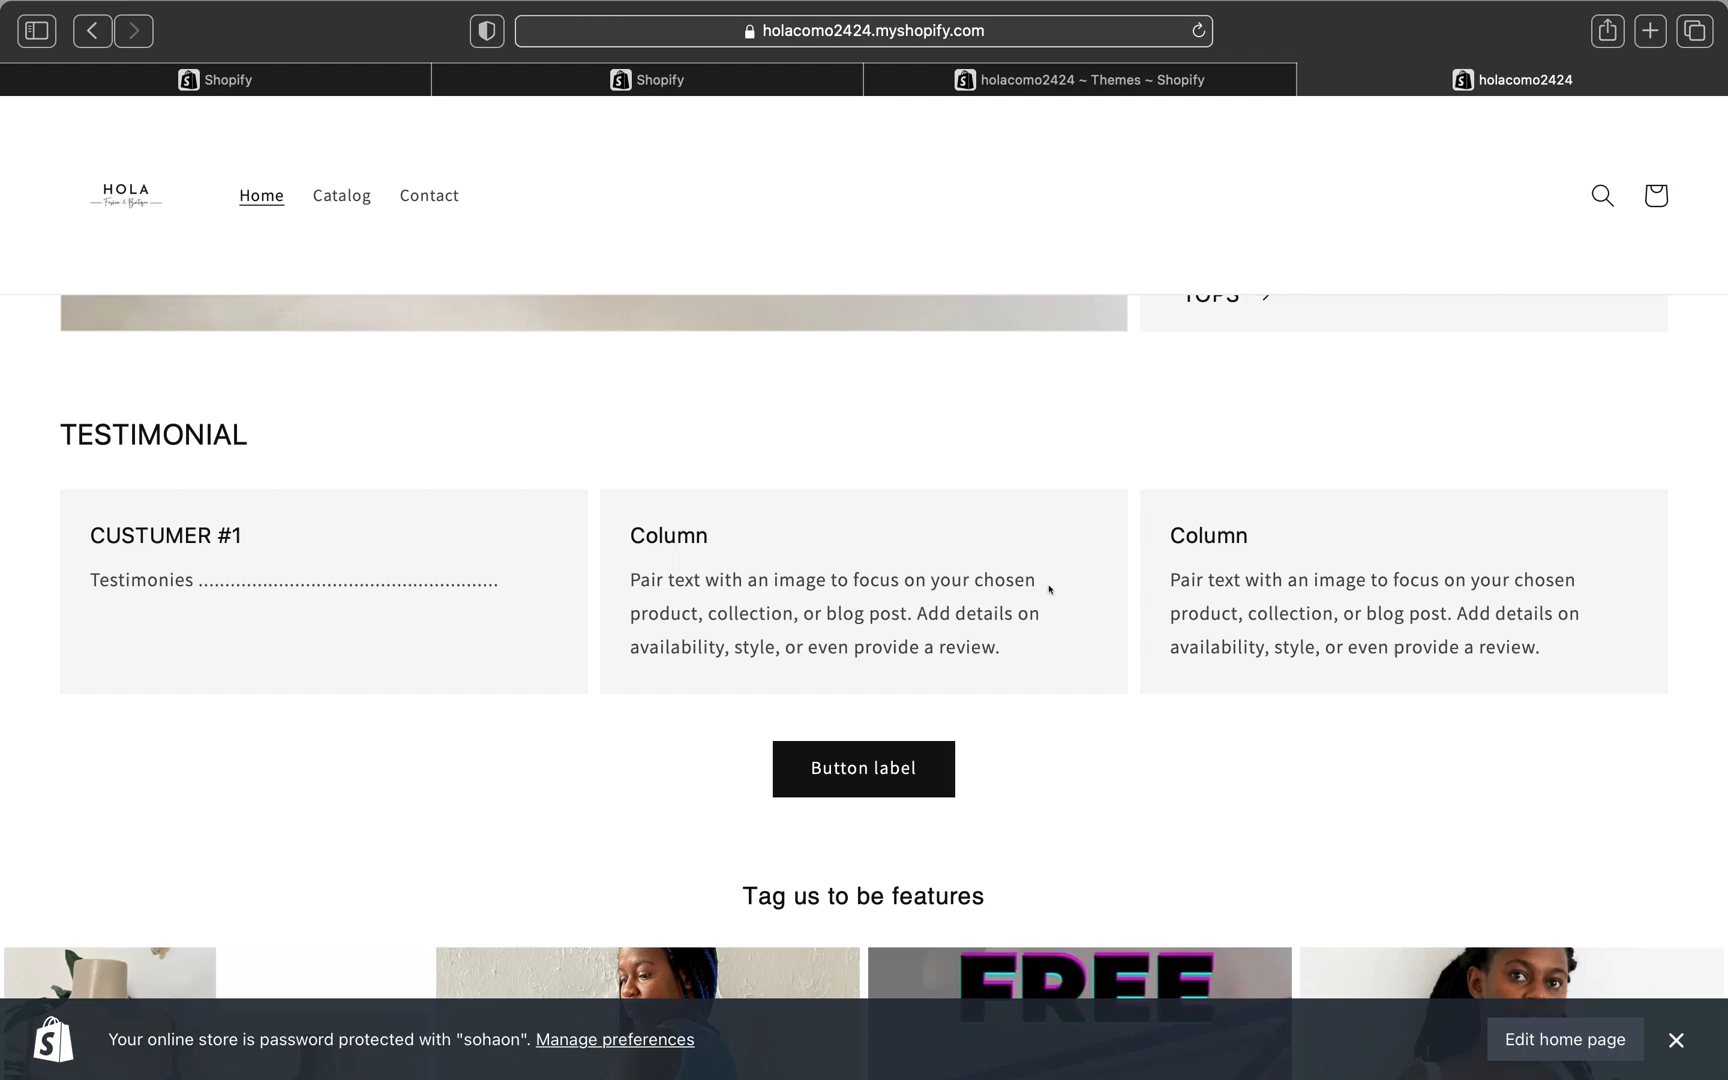 holacomo2424.myshopify.com
Shopify
Shopify
holacomo2424 ~ Themes ~ Shopify
holacomo2424
HOLA
Home
Catalog
Contact
TOPS
TESTIMONIAL
CUSTUMER #1
Testimonies ........................................................
Column
Pair text with an image to focus on your chosen
product, collection, or blog post. Add details on
availability, style, or even provide a review.
Column
Pair text with an image to focus on your chosen
product, collection, or blog post. Add details on
availability, style, or even provide a review.
Button label
Tag us to be features
FREE
Your online store is password protected with "sohaon". Manage preferences
Edit home page